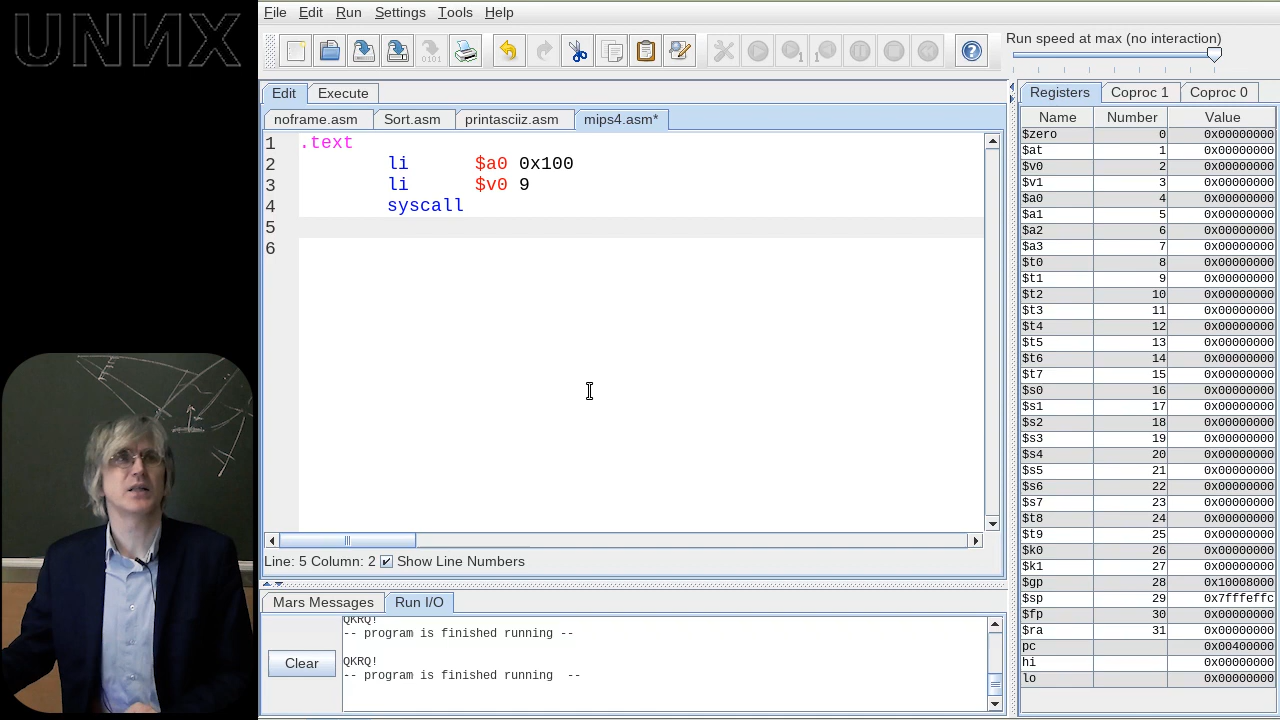 UNИX
File Edit Run Settings Tools Help
Run speed at max (no interaction)
Edit Execute
noframe.asm Sort.asm printasciiz.asm mips4.asm*
1 .text
2 li $a0 0x100
3 li $v0 9
4 syscall
5
6
Line: 5 Column: 2 Show Line Numbers
Mars Messages Run I/O
Clear
QKRQ!
-- program is finished running --
QKRQ!
-- program is finished running --
Registers Coproc 1 Coproc 0
Name Number Value
$zero 0 0x00000000
$at 1 0x00000000
$v0 2 0x00000000
$v1 3 0x00000000
$a0 4 0x00000000
$a1 5 0x00000000
$a2 6 0x00000000
$a3 7 0x00000000
$t0 8 0x00000000
$t1 9 0x00000000
$t2 10 0x00000000
$t3 11 0x00000000
$t4 12 0x00000000
$t5 13 0x00000000
$t6 14 0x00000000
$t7 15 0x00000000
$s0 16 0x00000000
$s1 17 0x00000000
$s2 18 0x00000000
$s3 19 0x00000000
$s4 20 0x00000000
$s5 21 0x00000000
$s6 22 0x00000000
$s7 23 0x00000000
$t8 24 0x00000000
$t9 25 0x00000000
$k0 26 0x00000000
$k1 27 0x00000000
$gp 28 0x10008000
$sp 29 0x7fffeffc
$fp 30 0x00000000
$ra 31 0x00000000
pc 0x00400000
hi 0x00000000
lo 0x00000000